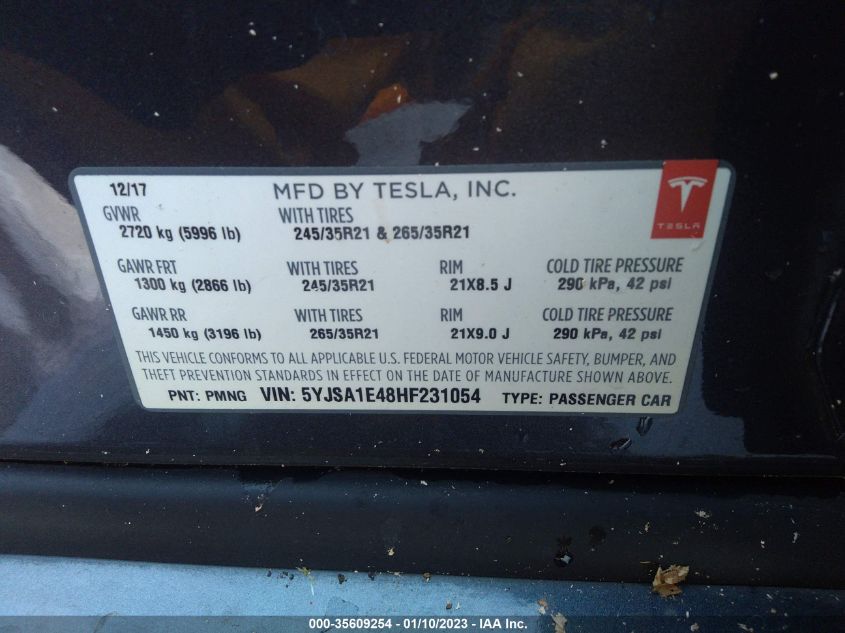 12/17 MFD BY TESLA, INC.
GVWR WITH TIRES
2720 kg (5996 lb) 245/35R21 & 265/35R21
TESLA
GAWR FRT WITH TIRES RIM COLD TIRE PRESSURE
1300 kg (2866 lb) 245/35R21 21X8.5 J 290 kPa, 42 psi
GAWR RR WITH TIRES RIM COLD TIRE PRESSURE
1450 kg (3196 lb) 265/35R21 21X9.0 J 290 kPa, 42 psi
THIS VEHICLE CONFORMS TO ALL APPLICABLE U.S. FEDERAL MOTOR VEHICLE SAFETY, BUMPER, AND
THEFT PREVENTION STANDARDS IN EFFECT ON THE DATE OF MANUFACTURE SHOWN ABOVE.
PNT: PMNG VIN: 5YJSA1E48HF231054 TYPE: PASSENGER CAR
000-35609254 - 01/10/2023 - IAA Inc.